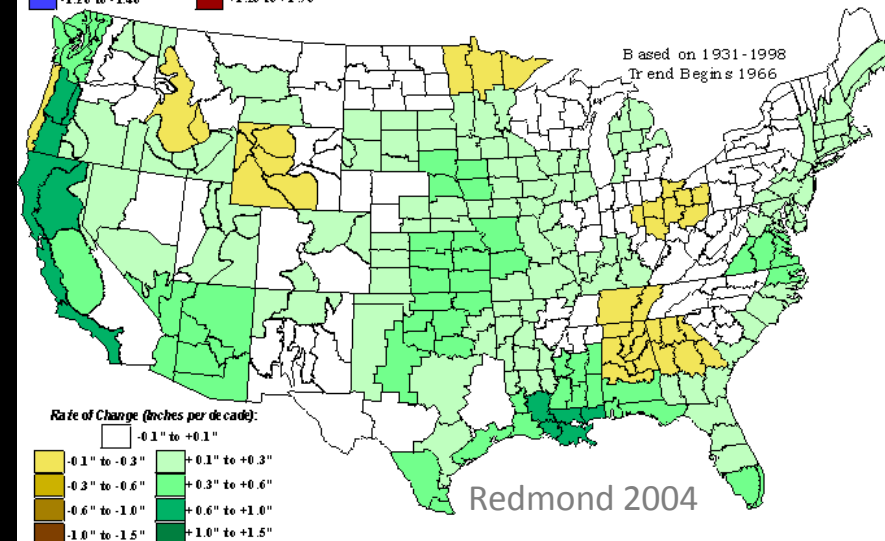 Based on 1931-1998
Trend Begins 1966
Rate of Change (Inches per decade):
-0.1" to +0.1"
-0.1" to -0.3"
+0.1" to +0.3"
-0.3" to -0.6"
+0.3" to +0.6"
-0.6" to -1.0"
+0.6" to +1.0"
-1.0" to -1.5"
+1.0" to +1.5"
Redmond 2004